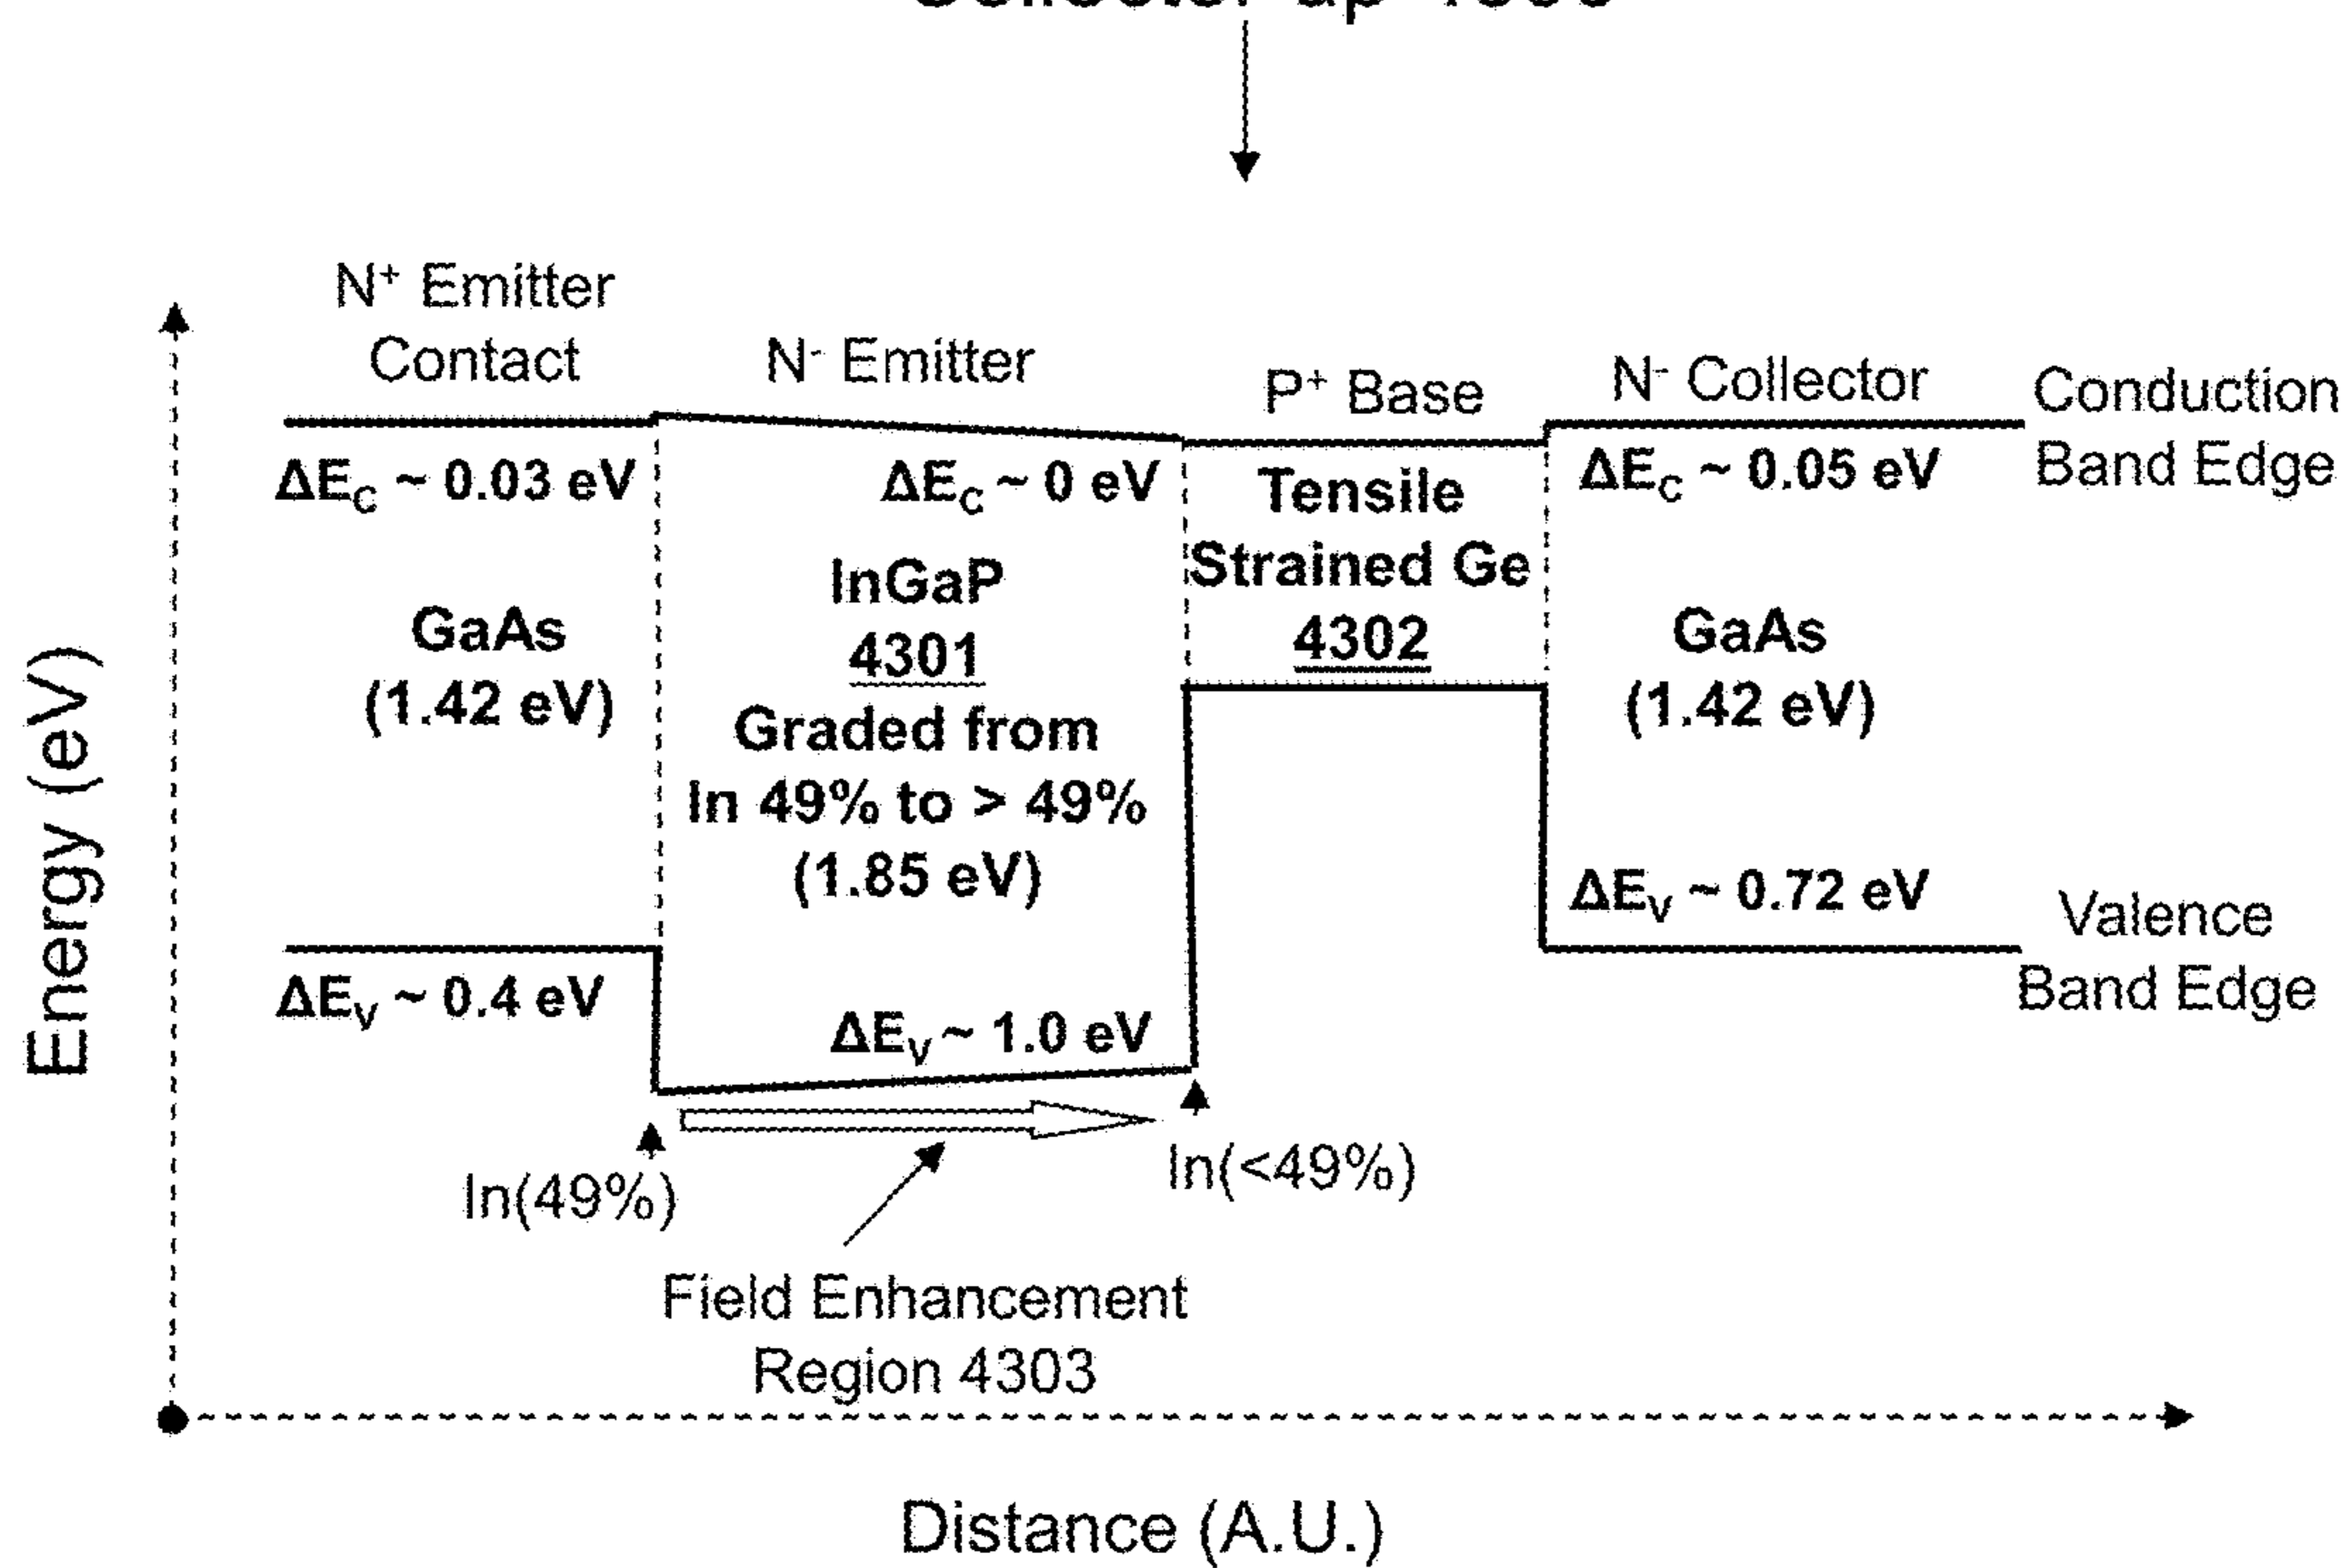 N⁺ Emitter
Contact
N⁻ Emitter
P⁺ Base
N⁻ Collector
Conduction
Band Edge
ΔE_C ~ 0.03 eV
ΔE_C ~ 0 eV
Tensile
Strained Ge
4302
ΔE_C ~ 0.05 eV
GaAs
(1.42 eV)
InGaP
4301
Graded from
In 49% to > 49%
(1.85 eV)
GaAs
(1.42 eV)
ΔE_V ~ 0.72 eV
Valence
Band Edge
ΔE_V ~ 0.4 eV
ΔE_V ~ 1.0 eV
In(49%)
In(<49%)
Field Enhancement
Region 4303
Energy (eV)
Distance (A.U.)